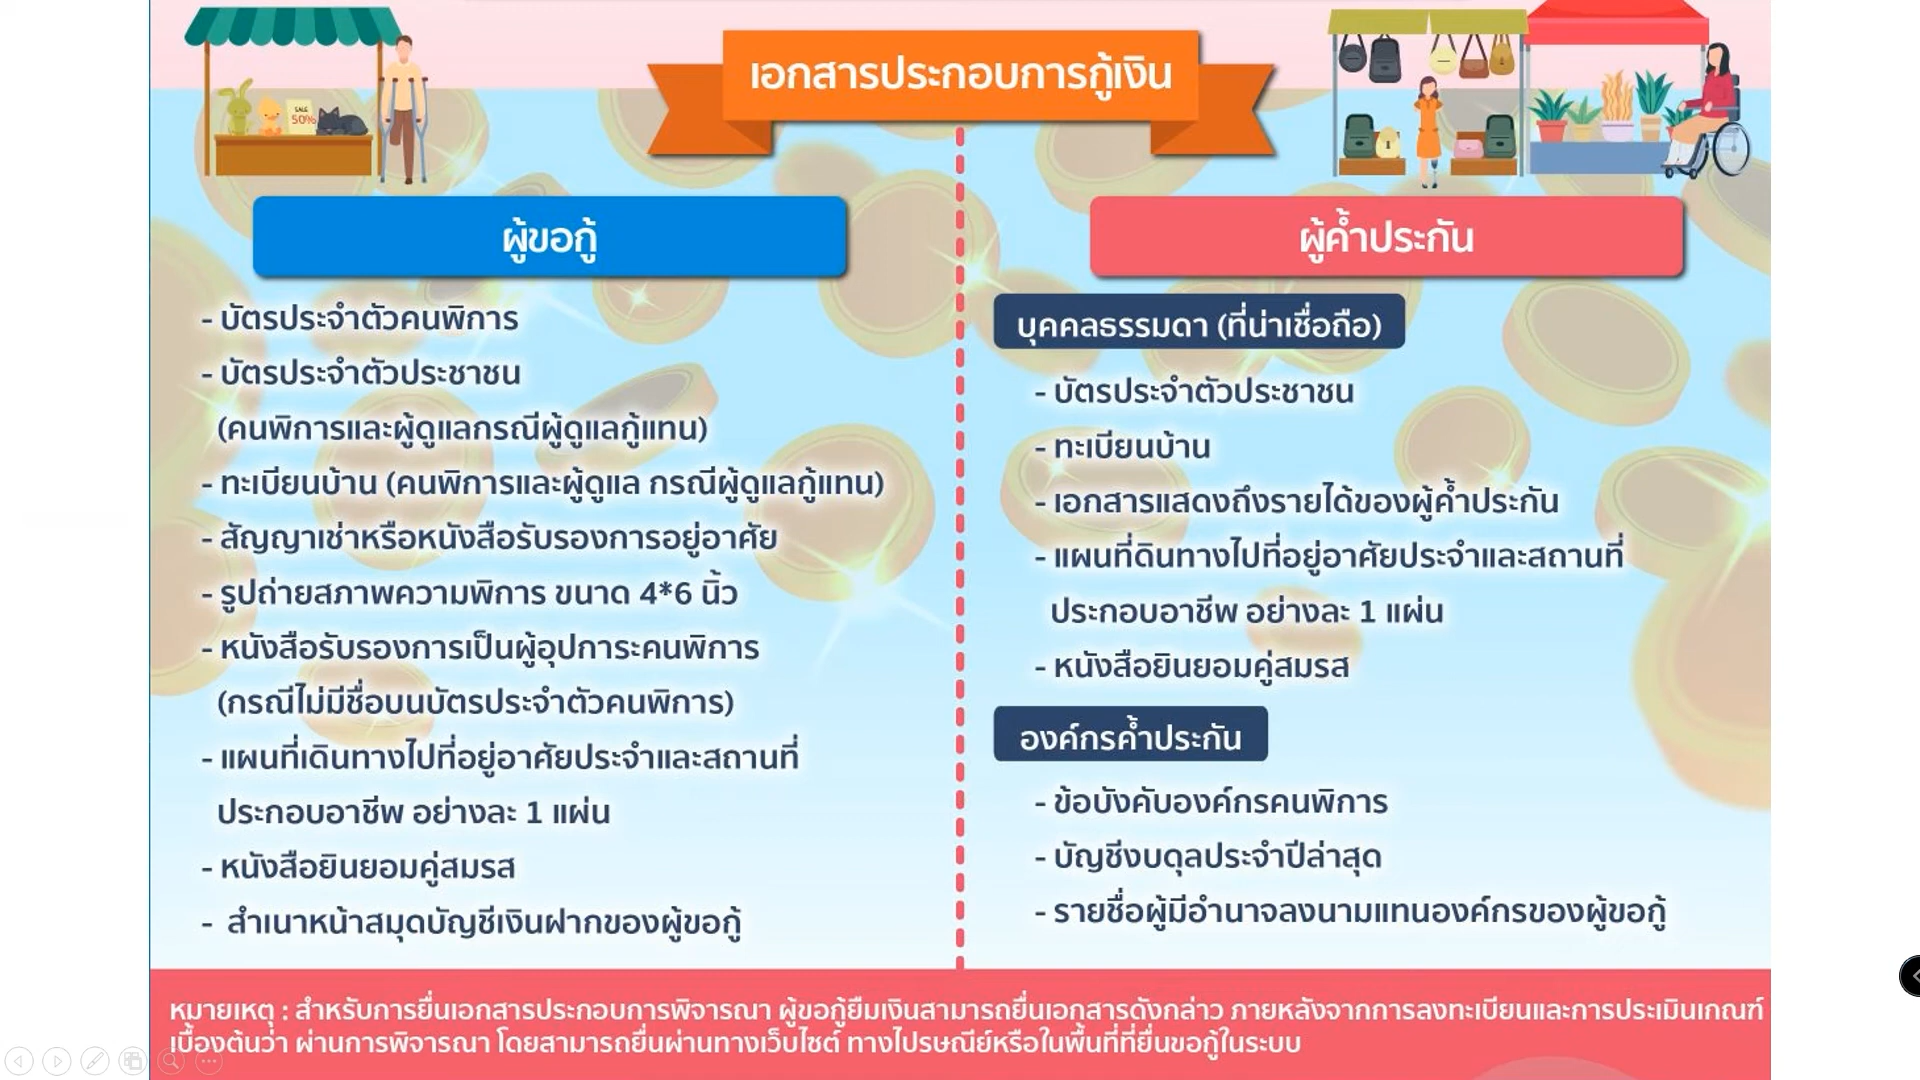 SALE
50%
เอกสารประกอบการกู้เงิน
ผู้ขอกู้
- บัตรประจำตัวคนพิการ
- บัตรประจำตัวประชาชน
(คนพิการและผู้ดูแลกรณีผู้ดูแลกู้แทน)
- ทะเบียนบ้าน (คนพิการและผู้ดูแล กรณีผู้ดูแลกู้แทน)
- สัญญาเช่าหรือหนังสือรับรองการอยู่อาศัย
- รูปถ่ายสภาพความพิการ ขนาด 4*6 นิ้ว
- หนังสือรับรองการเป็นผู้อุปการะคนพิการ
(กรณีไม่มีชื่อบนบัตรประจำตัวคนพิการ)
- แผนที่เดินทางไปที่อยู่อาศัยประจำและสถานที่
ประกอบอาชีพ อย่างละ 1 แผ่น
- หนังสือยินยอมคู่สมรส
- สำเนาหน้าสมุดบัญชีเงินฝากของผู้ขอกู้
ผู้ค้ำประกัน
บุคคลธรรมดา (ที่น่าเชื่อถือ)
- บัตรประจำตัวประชาชน
- ทะเบียนบ้าน
- เอกสารแสดงถึงรายได้ของผู้ค้ำประกัน
- แผนที่ดินทางไปที่อยู่อาศัยประจำและสถานที่
ประกอบอาชีพ อย่างละ 1 แผ่น
- หนังสือยินยอมคู่สมรส
องค์กรค้ำประกัน
- ข้อบังคับองค์กรคนพิการ
- บัญชีงบดุลประจำปีล่าสุด
- รายชื่อผู้มีอำนาจลงนามแทนองค์กรของผู้ขอกู้
หมายเหตุ : สำหรับการยื่นเอกสารประกอบการพิจารณา ผู้ขอกู้ยืมเงินสามารถยื่นเอกสารดังกล่าว ภายหลังจากการลงทะเบียนและการประเมินเกณฑ์
เบื้องต้นว่า ผ่านการพิจารณา โดยสามารถยื่นผ่านทางเว็บไซต์ ทางไปรษณีย์หรือในพื้นที่ที่ยื่นขอกู้ในระบบ